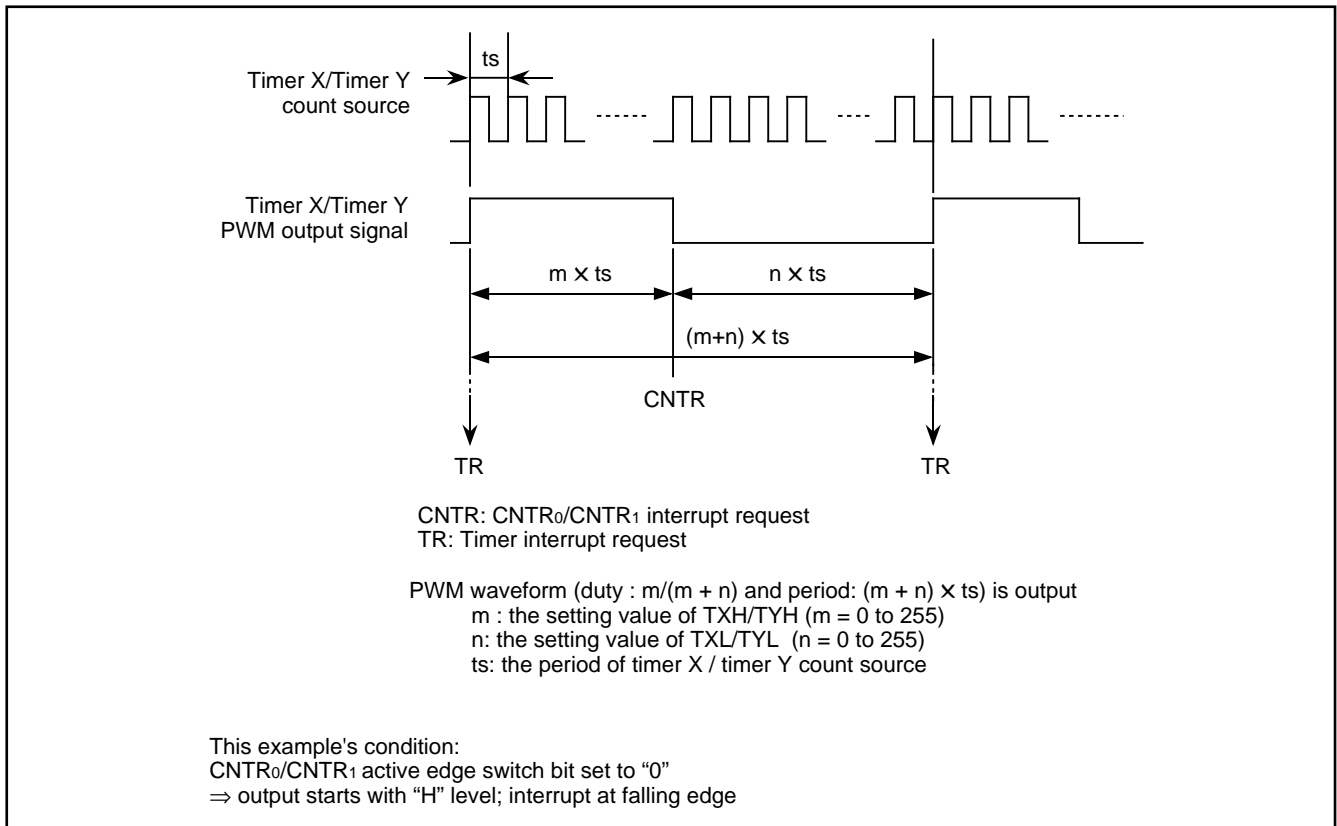 ts
Timer X/Timer Y
count source
Timer X/Timer Y
PWM output signal
m × ts
n × ts
(m+n) × ts
CNTR
TR
TR
CNTR: CNTR0/CNTR1 interrupt request
TR: Timer interrupt request
PWM waveform (duty : m/(m + n) and period: (m + n) × ts) is output
m : the setting value of TXH/TYH (m = 0 to 255)
n: the setting value of TXL/TYL (n = 0 to 255)
ts: the period of timer X / timer Y count source
This example's condition:
CNTR0/CNTR1 active edge switch bit set to “0”
⇒ output starts with “H” level; interrupt at falling edge